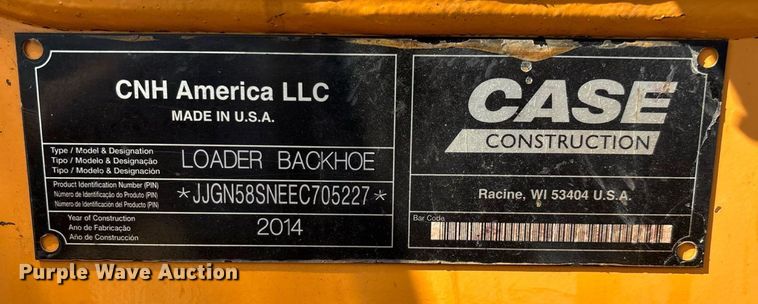 CNH America LLC
MADE IN U.S.A.
Type / Model & Designation
Tipo / Modelo & Designação
Tipo / Modelo & Designación
LOADER BACKHOE
Product Identification Number (PIN)
Número de Identificação do Produto (PIN)
Número de Identificación del Producto (PIN)
*JJGN58SNEEC705227*
Year of Construction
Ano de Fabricação
Año de Construcción
2014
CASE
CONSTRUCTION
Racine, WI 53404 U.S.A.
Bar Code
Purple Wave Auction